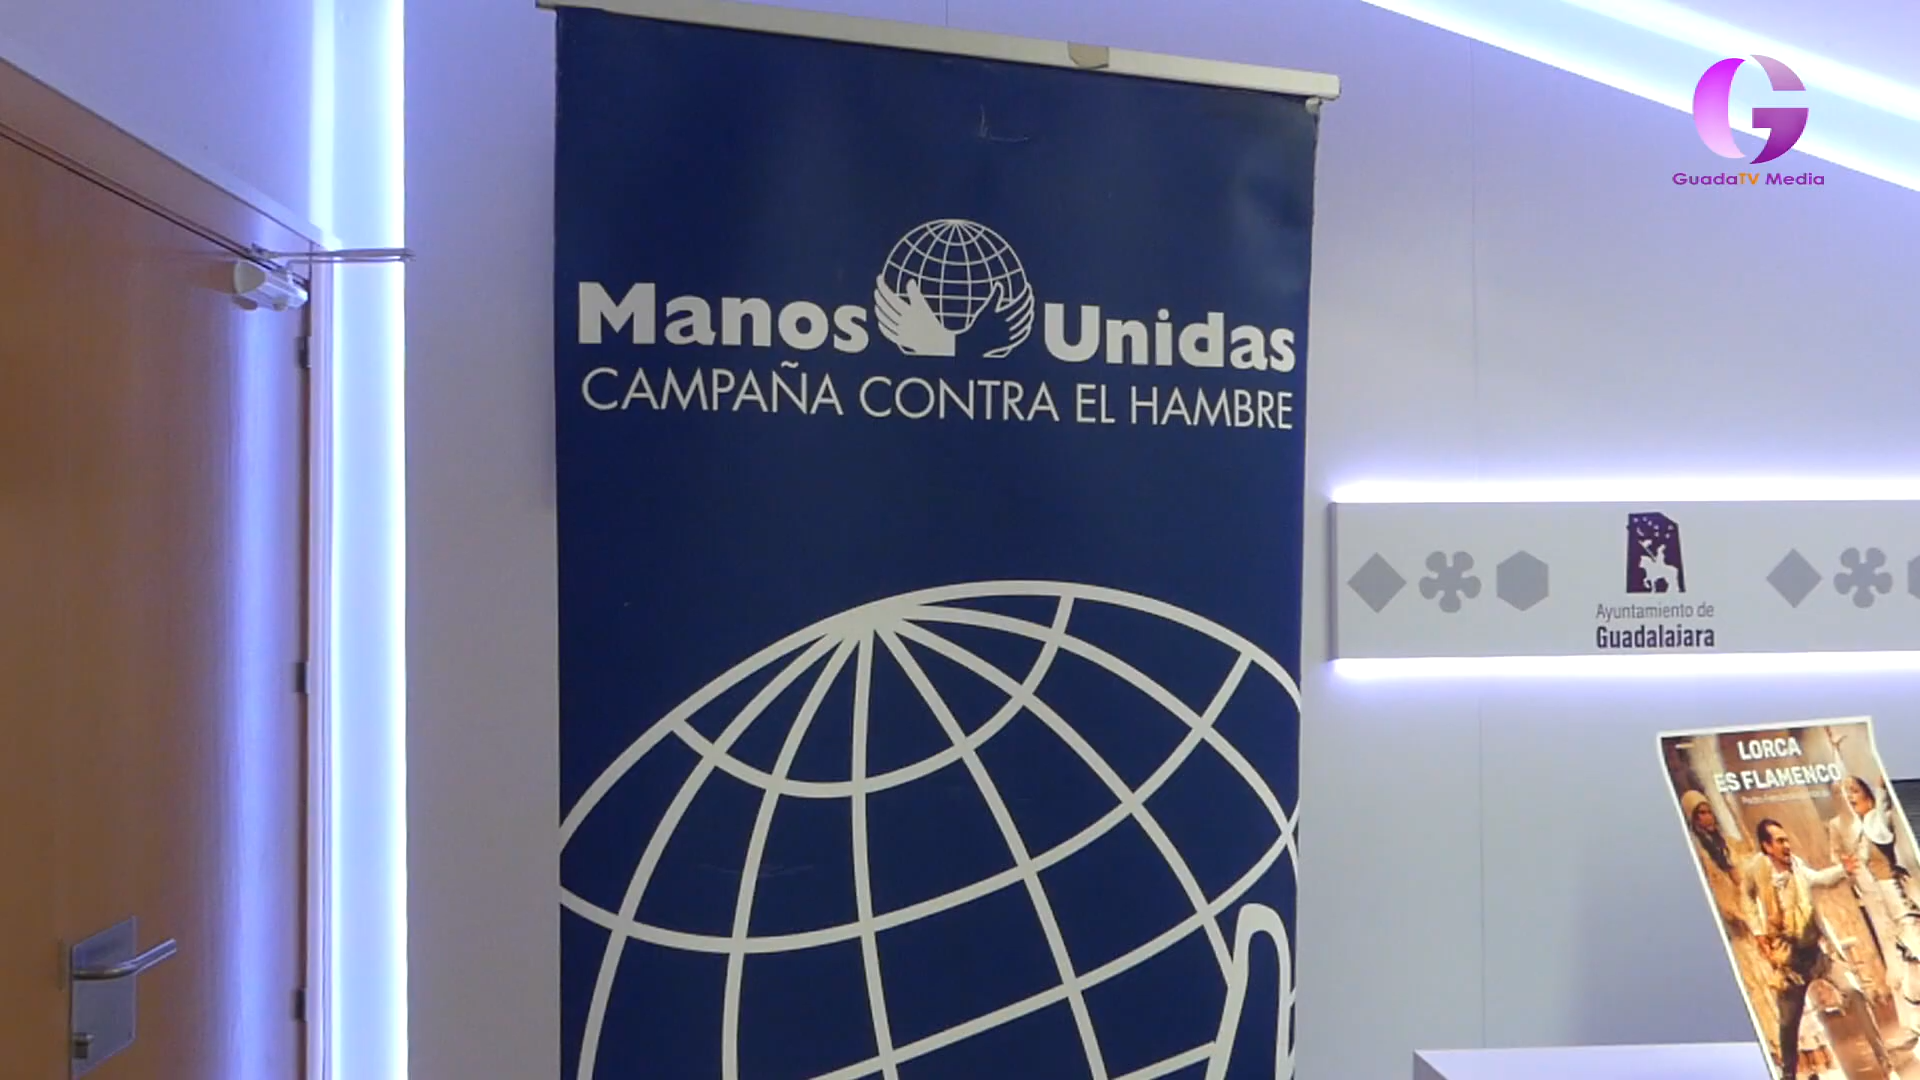 GuadaTV Media
Manos Unidas
CAMPAÑA CONTRA EL HAMBRE
Ayuntamiento de
Guadalajara
LORCA
ES FLAMENCO